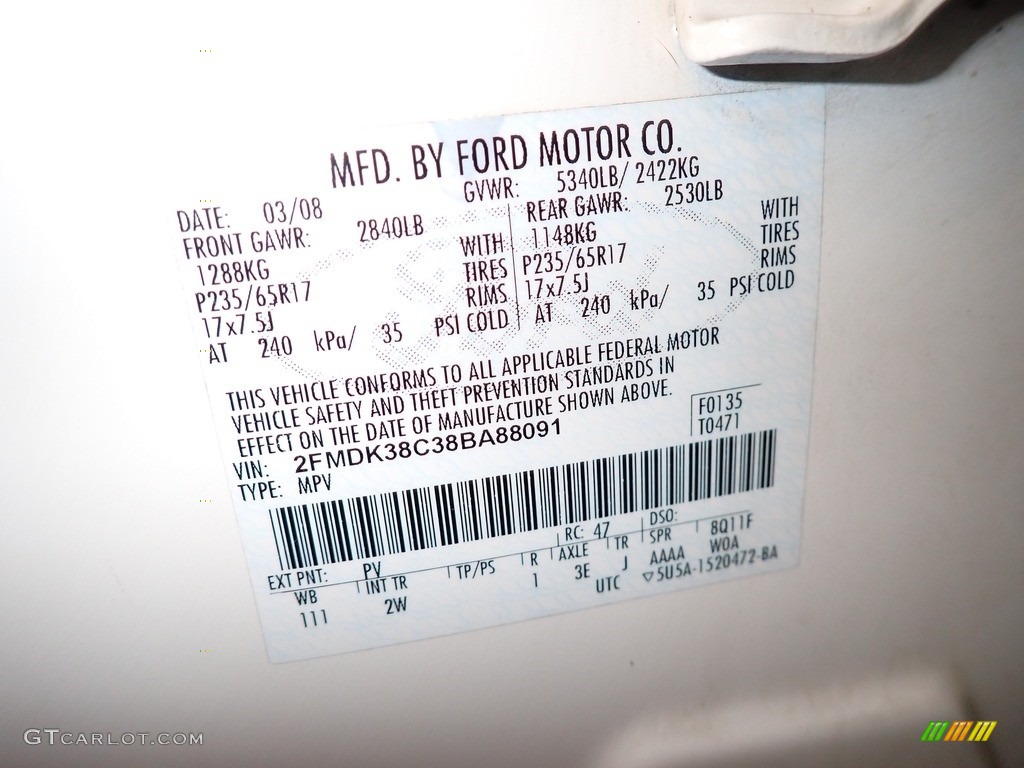 MFD. BY FORD MOTOR CO.
DATE: 03/08 GVWR: 5340LB/ 2422KG
FRONT GAWR: 2840LB REAR GAWR: 2530LB
1288KG WITH 1148KG WITH
P235/65R17 TIRES P235/65R17 TIRES
17x7.5J RIMS 17x7.5J RIMS
AT 240 kPa/ 35 PSI COLD AT 240 kPa/ 35 PSI COLD
THIS VEHICLE CONFORMS TO ALL APPLICABLE FEDERAL MOTOR
VEHICLE SAFETY AND THEFT PREVENTION STANDARDS IN
EFFECT ON THE DATE OF MANUFACTURE SHOWN ABOVE.
VIN: 2FMDK38C38BA88091 F0135
TYPE: MPV T0471
EXT PNT: PV RC: 47 DSO: 8Q11F
WB INT TR TP/PS R AXLE TR SPR WOA
111 2W 1 3E J AAAA
UTC ▽5U5A-1520472-BA
GTCARLOT.COM